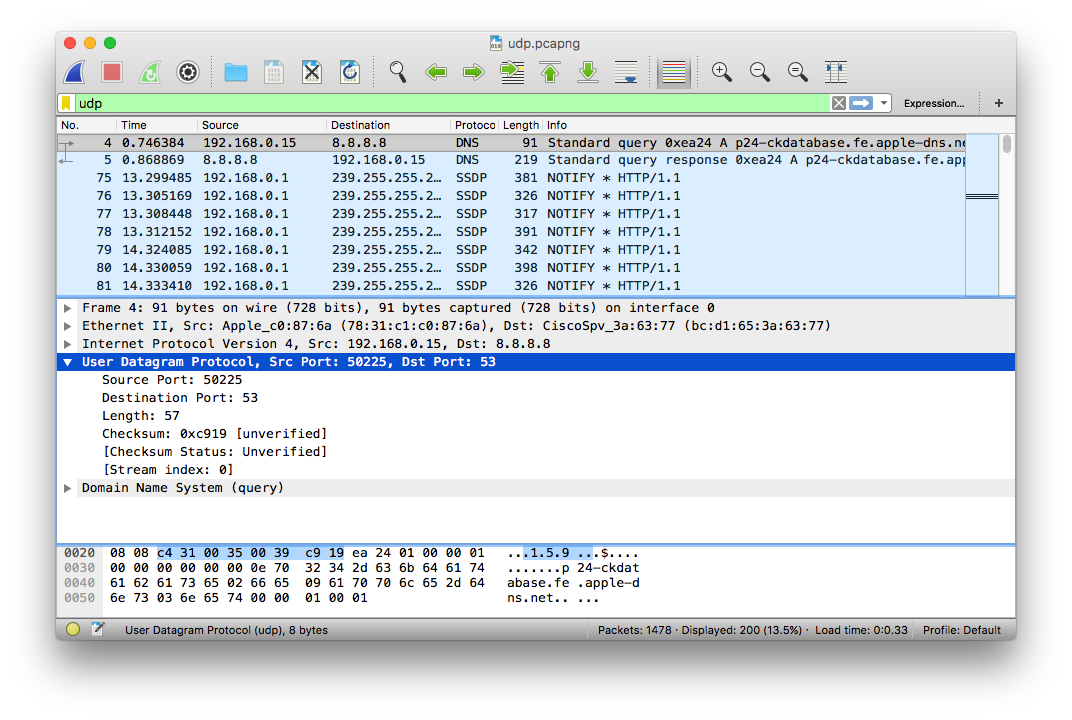 udp.pcapng
udp Expression... +
No. Time Source Destination Protoco Length Info
4 0.746384 192.168.0.15 8.8.8.8 DNS 91 Standard query 0xea24 A p24-ckdatabase.fe.apple-dns.ne
5 0.868869 8.8.8.8 192.168.0.15 DNS 219 Standard query response 0xea24 A p24-ckdatabase.fe.app
75 13.299485 192.168.0.1 239.255.255.2… SSDP 381 NOTIFY * HTTP/1.1
76 13.305169 192.168.0.1 239.255.255.2… SSDP 326 NOTIFY * HTTP/1.1
77 13.308448 192.168.0.1 239.255.255.2… SSDP 317 NOTIFY * HTTP/1.1
78 13.312152 192.168.0.1 239.255.255.2… SSDP 391 NOTIFY * HTTP/1.1
79 14.324085 192.168.0.1 239.255.255.2… SSDP 342 NOTIFY * HTTP/1.1
80 14.330059 192.168.0.1 239.255.255.2… SSDP 398 NOTIFY * HTTP/1.1
81 14.333410 192.168.0.1 239.255.255.2… SSDP 326 NOTIFY * HTTP/1.1
Frame 4: 91 bytes on wire (728 bits), 91 bytes captured (728 bits) on interface 0
Ethernet II, Src: Apple_c0:87:6a (78:31:c1:c0:87:6a), Dst: CiscoSpv_3a:63:77 (bc:d1:65:3a:63:77)
Internet Protocol Version 4, Src: 192.168.0.15, Dst: 8.8.8.8
User Datagram Protocol, Src Port: 50225, Dst Port: 53
Source Port: 50225
Destination Port: 53
Length: 57
Checksum: 0xc919 [unverified]
[Checksum Status: Unverified]
[Stream index: 0]
Domain Name System (query)
0020 08 08 c4 31 00 35 00 39 c9 19 ea 24 01 00 00 01 ...1.5.9 ...$....
0030 00 00 00 00 00 00 0e 70 32 34 2d 63 6b 64 61 74 .......p 24-ckdat
0040 61 62 61 73 65 02 66 65 09 61 70 70 6c 65 2d 64 abase.fe .apple-d
0050 6e 73 03 6e 65 74 00 00 01 00 01 ns.net.. ...
User Datagram Protocol (udp), 8 bytes Packets: 1478 · Displayed: 200 (13.5%) · Load time: 0:0.33 Profile: Default